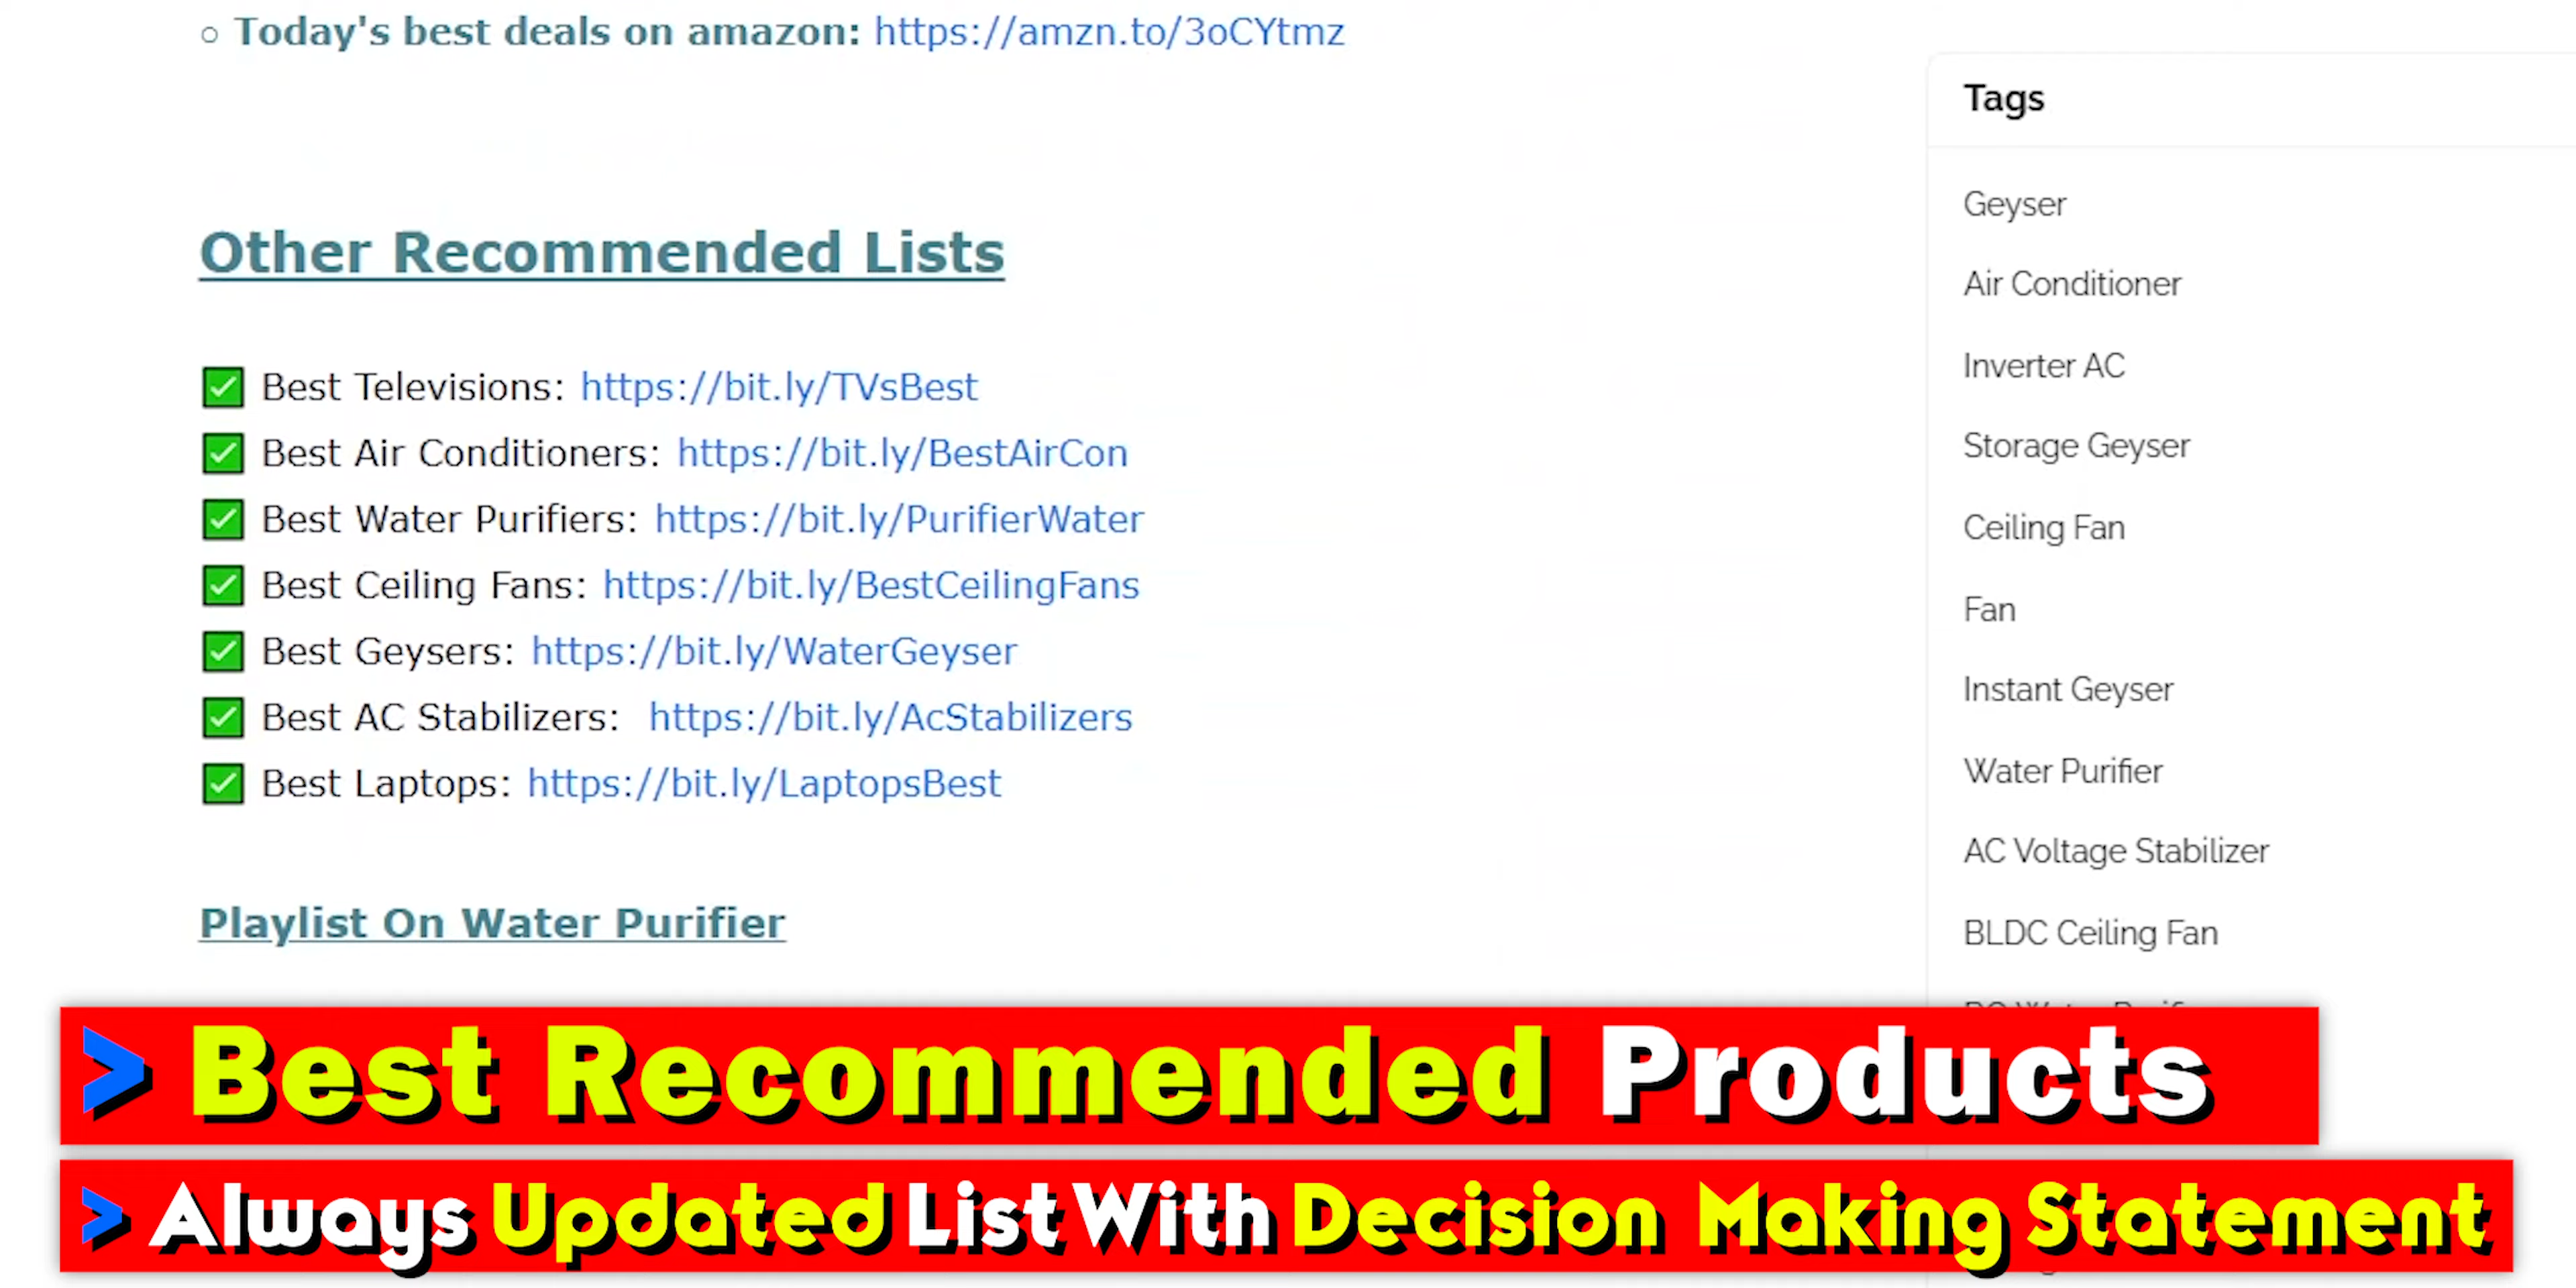 ○ Today's best deals on amazon: https://amzn.to/3oCYtmz
Other Recommended Lists
✅ Best Televisions: https://bit.ly/TVsBest
✅ Best Air Conditioners: https://bit.ly/BestAirCon
✅ Best Water Purifiers: https://bit.ly/PurifierWater
✅ Best Ceiling Fans: https://bit.ly/BestCeilingFans
✅ Best Geysers: https://bit.ly/WaterGeyser
✅ Best AC Stabilizers: https://bit.ly/AcStabilizers
✅ Best Laptops: https://bit.ly/LaptopsBest
Playlist On Water Purifier
Tags
Geyser
Air Conditioner
Inverter AC
Storage Geyser
Ceiling Fan
Fan
Instant Geyser
Water Purifier
AC Voltage Stabilizer
BLDC Ceiling Fan
> Best Recommended Products
> Always Updated List With Decision Making Statement